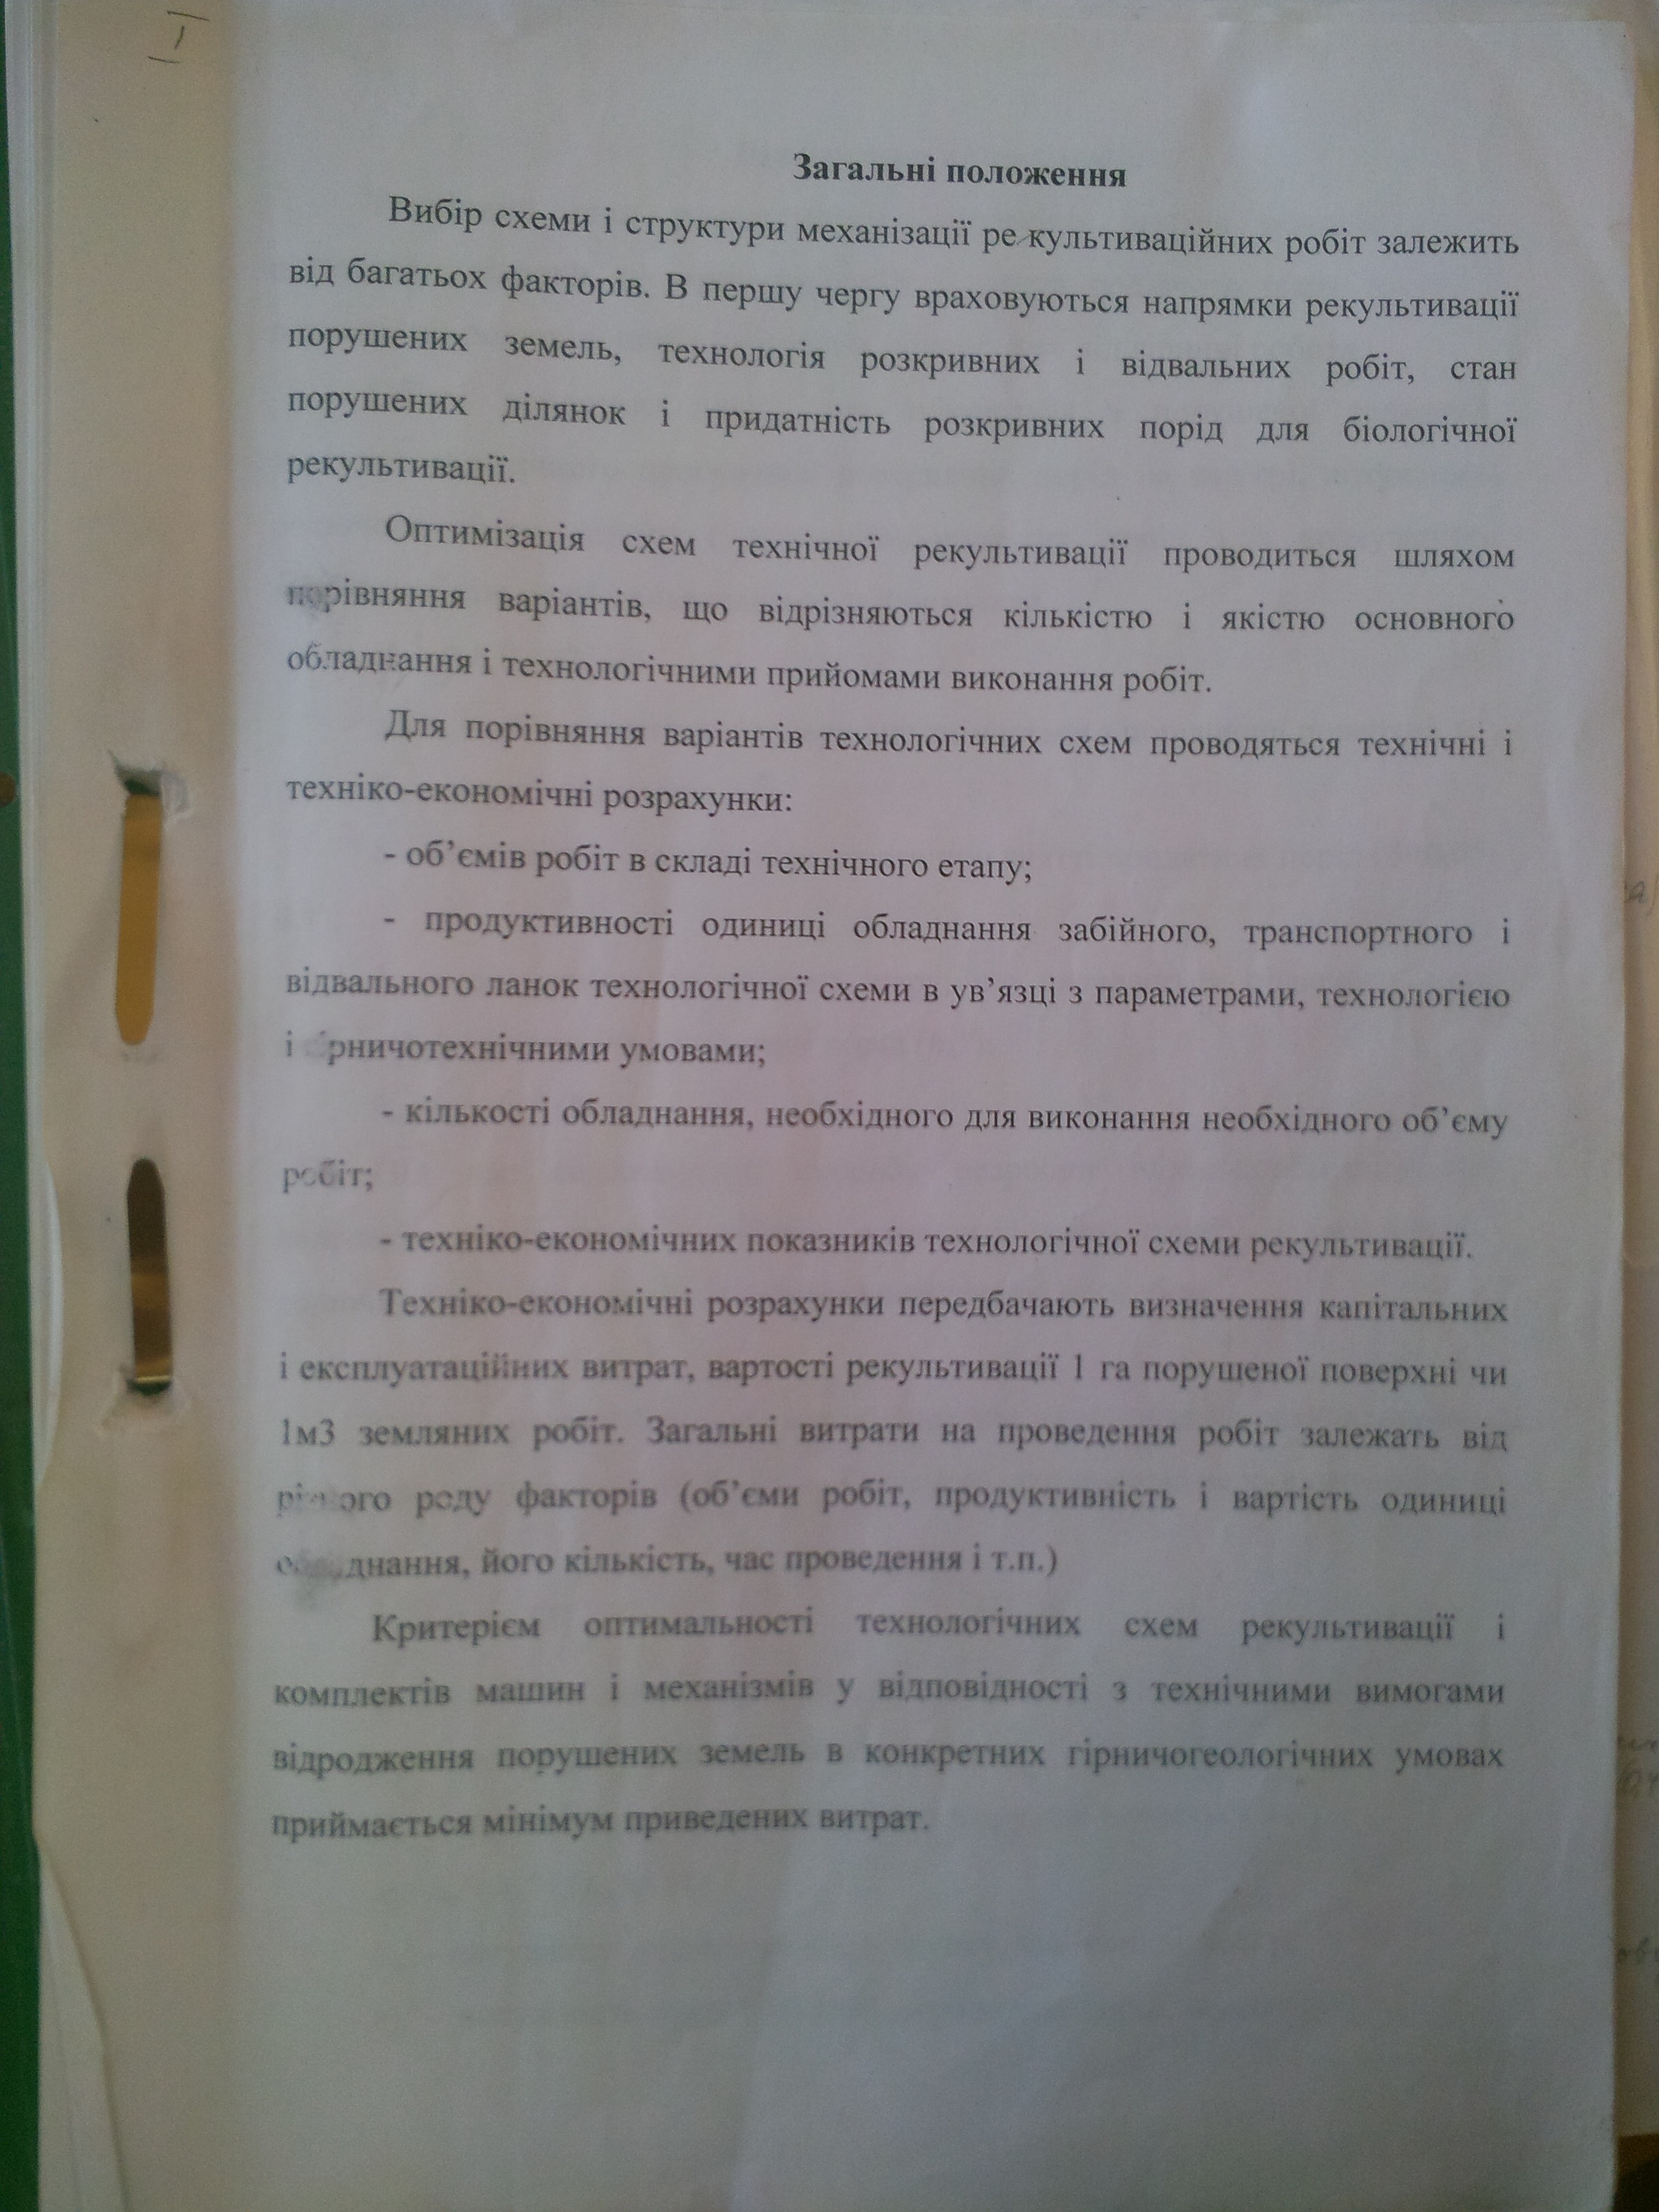 Загальні положення
Вибір схеми і структури механізації ре культиваційних робіт залежить
від багатьох факторів. В першу чергу враховуються напрямки рекультивації
порушених земель, технологія розкривних і відвальних робіт, стан
порушених ділянок і придатність розкривних порід для біологічної
рекультивації.
Оптимізація схем технічної рекультивації проводиться шляхом
порівняння варіантів, що відрізняються кількістю і якістю основного
обладнання і технологічними прийомами виконання робіт.
Для порівняння варіантів технологічних схем проводяться технічні і
техніко-економічні розрахунки:
- об’ємів робіт в складі технічного етапу;
- продуктивності одиниці обладнання забійного, транспортного і
відвального ланок технологічної схеми в ув’язці з параметрами, технологією
і гірничотехнічними умовами;
- кількості обладнання, необхідного для виконання необхідного об’єму
робіт;
- техніко-економічних показників технологічної схеми рекультивації.
Техніко-економічні розрахунки передбачають визначення капітальних
і експлуатаційних витрат, вартості рекультивації 1 га порушеної поверхні чи
1м3 земляних робіт. Загальні витрати на проведення робіт залежать від
різного роду факторів (об’єми робіт, продуктивність і вартість одиниці
обладнання, його кількість, час проведення і т.п.)
Критерієм оптимальності технологічних схем рекультивації і
комплектів машин і механізмів у відповідності з технічними вимогами
відродження порушених земель в конкретних гірничогеологічних умовах
приймається мінімум приведених витрат.